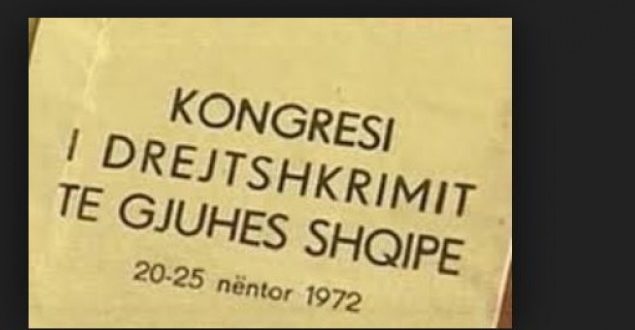 KONGRESI
I DREJTSHKRIMIT
TE GJUHES SHQIPE
20-25 nëntor 1972